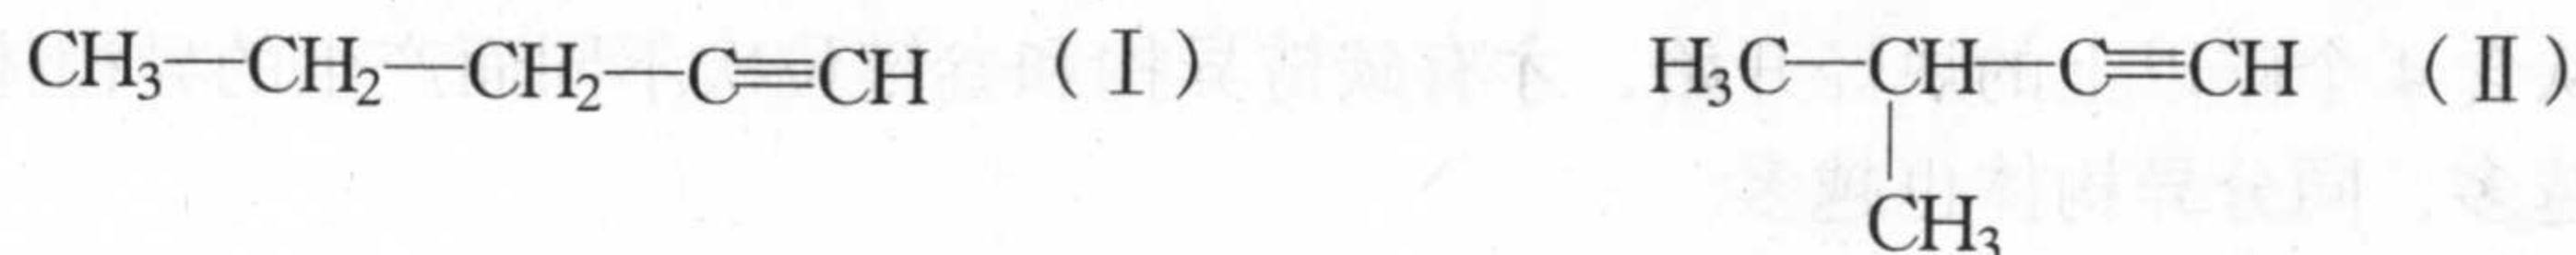 CH₃—CH₂—CH₂—C≡CH (Ⅰ) H₃C—CH—C≡CH (Ⅱ)
CH₃